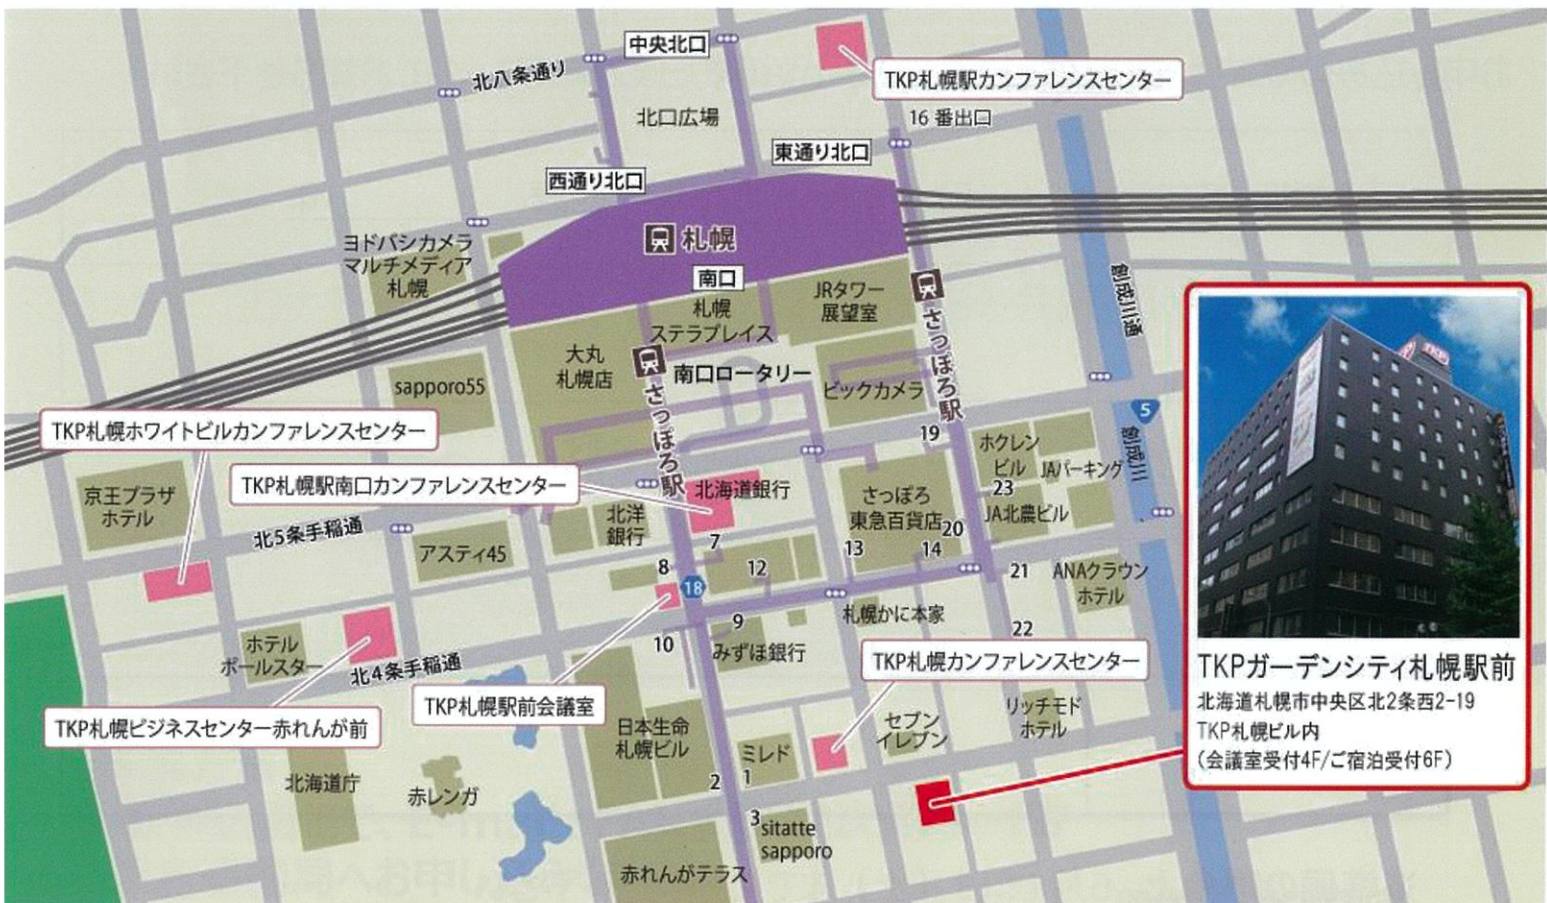 中央北口
北八条通り
TKP札幌駅カンファレンスセンター
北口広場
16 番出口
東通り北口
西通り北口
札幌
ヨドバシカメラ
マルチメディア
札幌
南口
札幌
ステラプレイス
JRタワー
展望室
創成川通
さっぽろ駅
大丸
札幌店
南口ロータリー
ビックカメラ
sapporo55
さっぽろ駅
5
創成川
TKP札幌ホワイトビルカンファレンスセンター
19
ホクレン
ビル
JAパーキング
TKP札幌駅南口カンファレンスセンター
北海道銀行
京王プラザ
ホテル
さっぽろ
東急百貨店
23
JA北農ビル
北洋
銀行
北5条手稲通
アスティ45
7
13
14
20
8
12
18
21
ANAクラウン
ホテル
9
札幌かに本家
22
10
みずほ銀行
ホテル
ポールスター
北4条手稲通
TKP札幌カンファレンスセンター
TKP札幌駅前会議室
TKP札幌ビジネスセンター赤れんが前
日本生命
札幌ビル
ミレド
1
2
セブン
イレブン
リッチモド
ホテル
北海道庁
赤レンガ
3
sitatte
sapporo
赤れんがテラス
TKP
TKPガーデンシティ札幌駅前
北海道札幌市中央区北2条西2-19
TKP札幌ビル内
(会議室受付4F/ご宿泊受付6F)